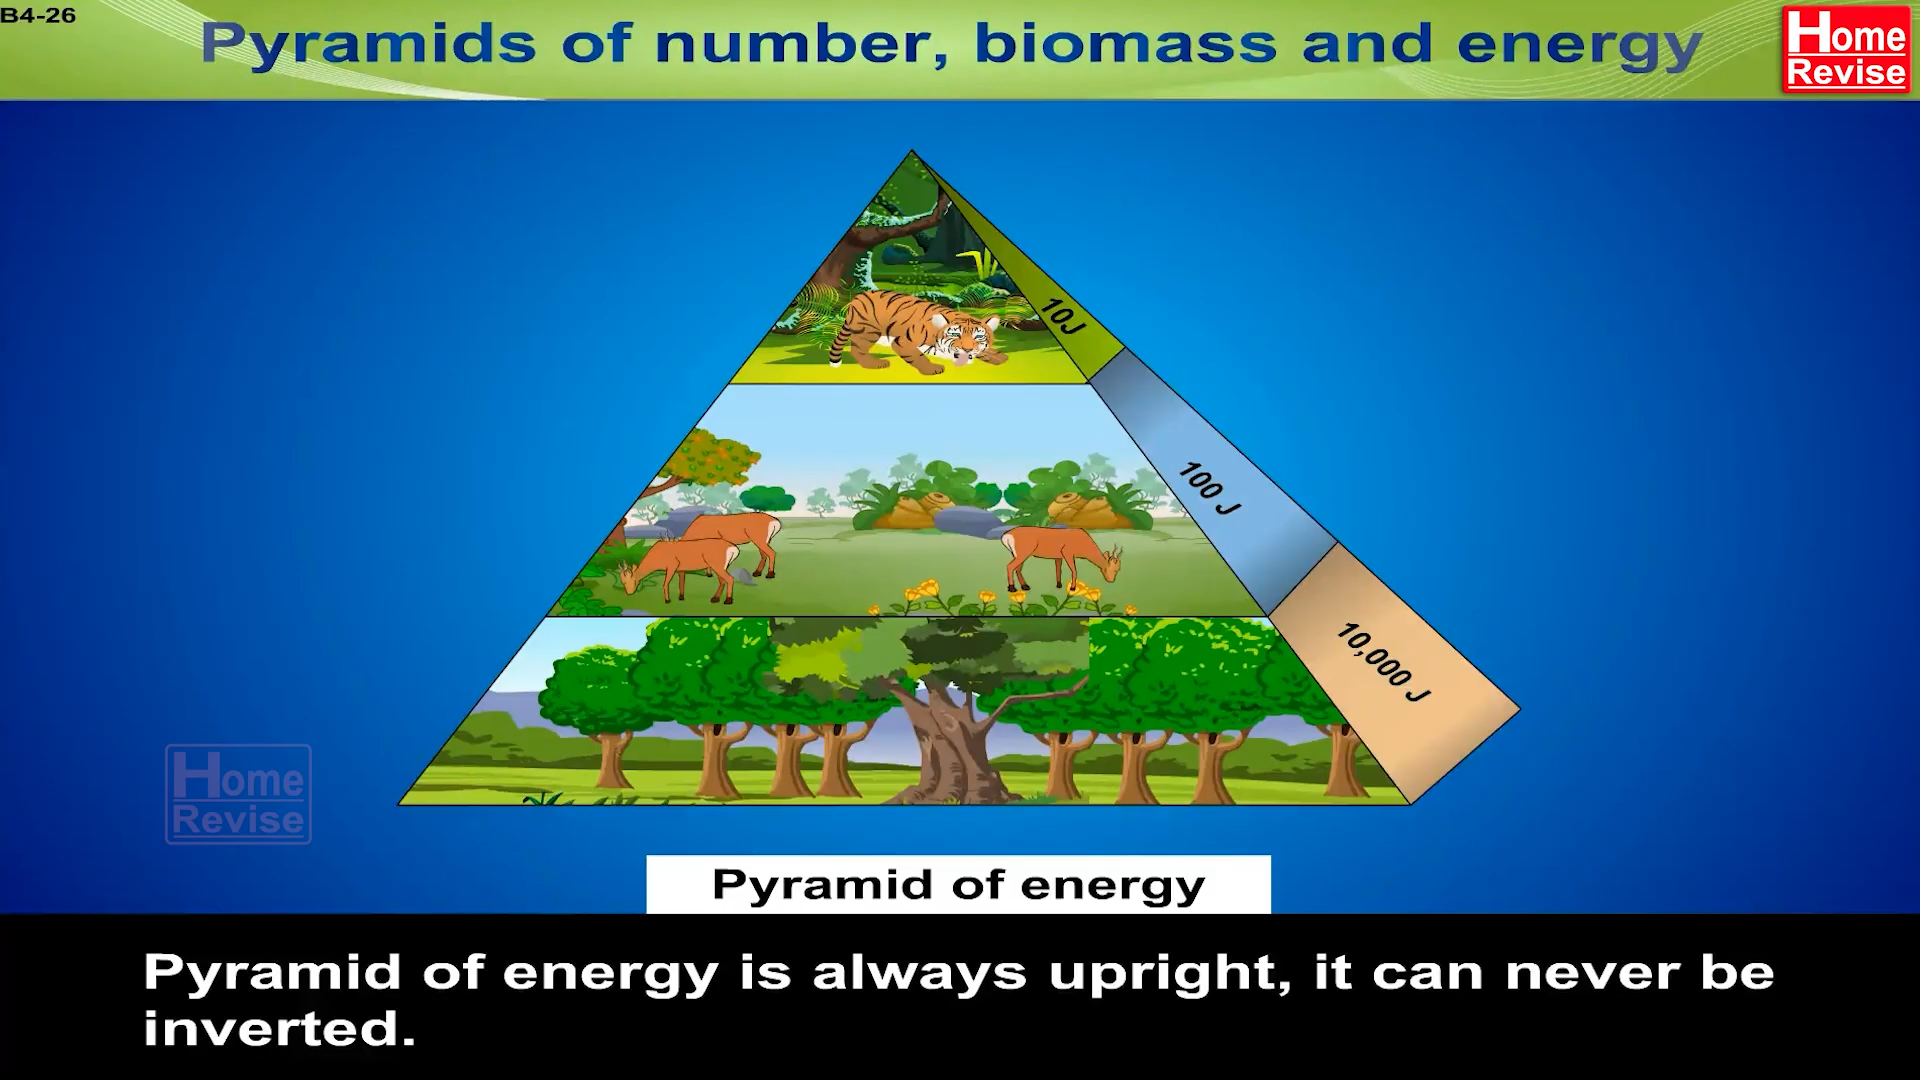 B4-26
Pyramids of number, biomass and energy
Home
Revise
10J
100 J
10,000 J
Home
Revise
Pyramid of energy
Pyramid of energy is always upright, it can never be
inverted.